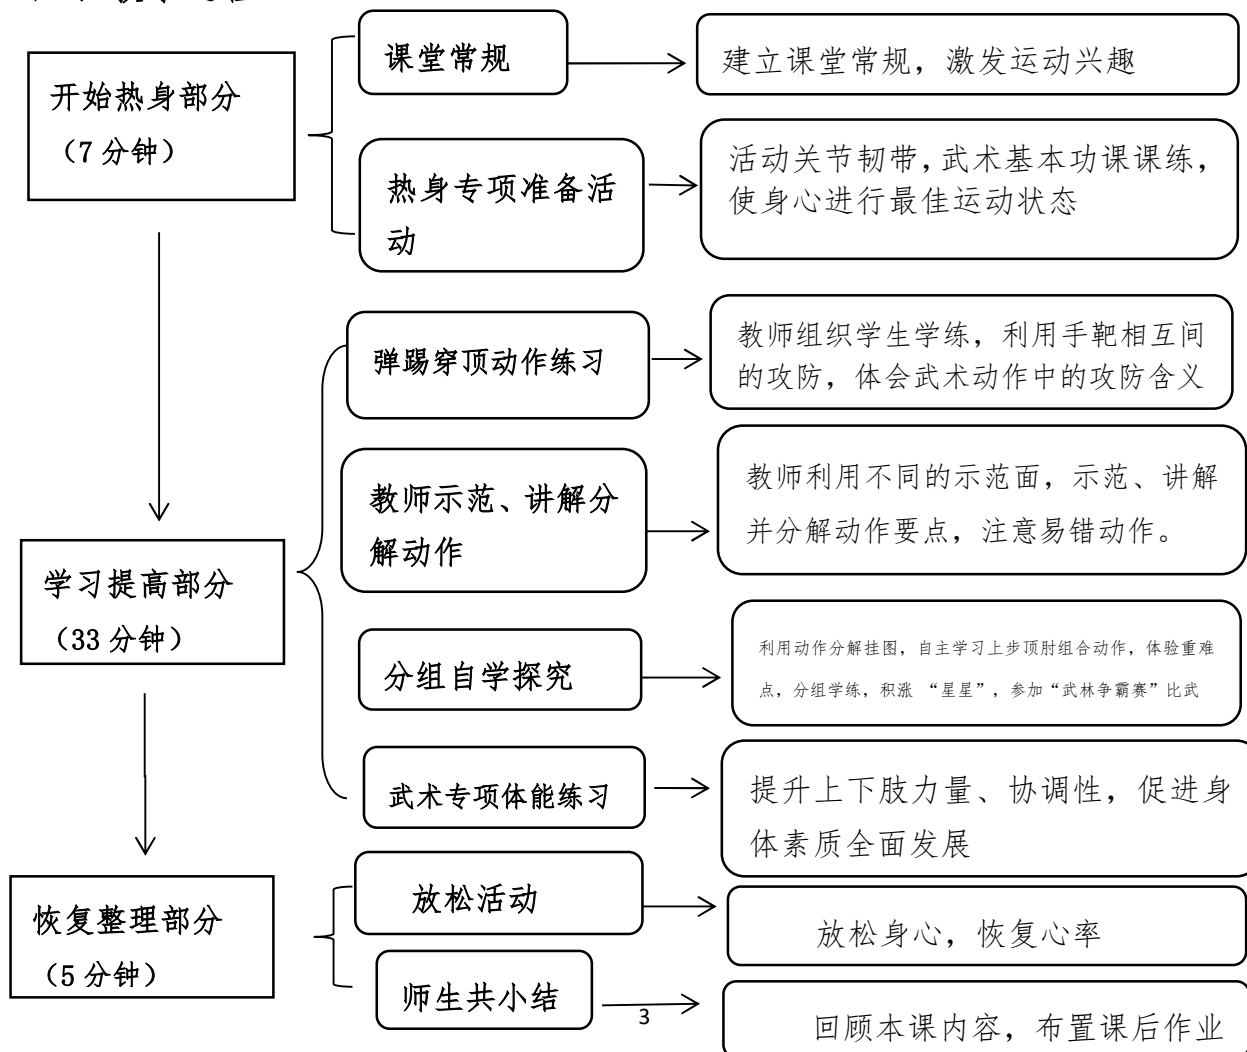 开始热身部分
（7 分钟）
课堂常规
建立课堂常规，激发运动兴趣
热身专项准备活
动
活动关节韧带，武术基本功课课练，
使身心进行最佳运动状态
弹踢穿顶动作练习
教师组织学生学练，利用手靶相互间
的攻防，体会武术动作中的攻防含义
教师示范、讲解分
解动作
教师利用不同的示范面，示范、讲解
并分解动作要点，注意易错动作。
学习提高部分
（33 分钟）
分组自学探究
利用动作分解挂图，自主学习上步顶肘组合动作，体验重难
点，分组学练，积涨 “星星”，参加“武林争霸赛”比武
武术专项体能练习
提升上下肢力量、协调性，促进身
体素质全面发展
恢复整理部分
（5 分钟）
放松活动
放松身心，恢复心率
师生共小结
回顾本课内容，布置课后作业
3